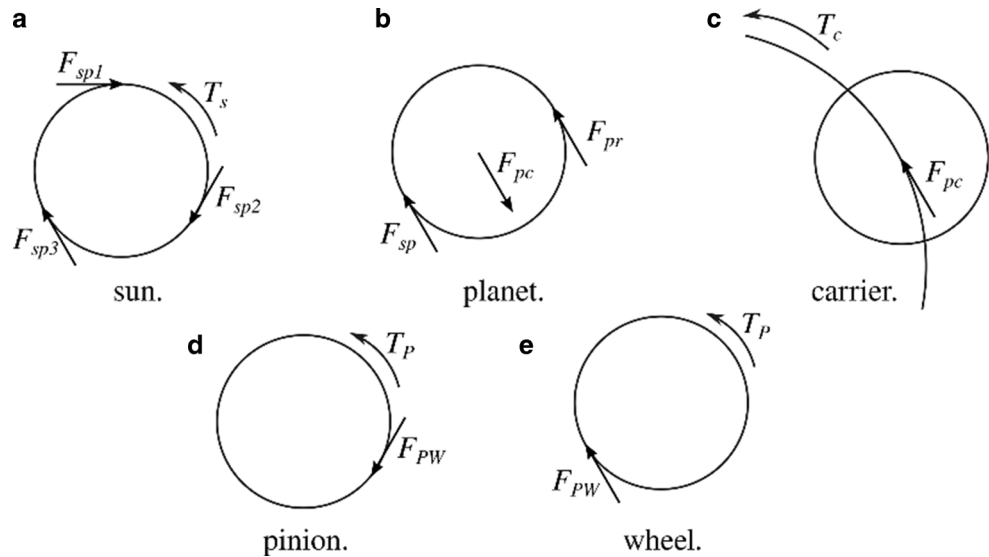 a
F_sp1
T_s
F_sp2
F_sp3
sun.
b
F_pr
F_pc
F_sp
planet.
c
T_c
F_pc
carrier.
d
T_P
F_PW
pinion.
e
T_P
F_PW
wheel.